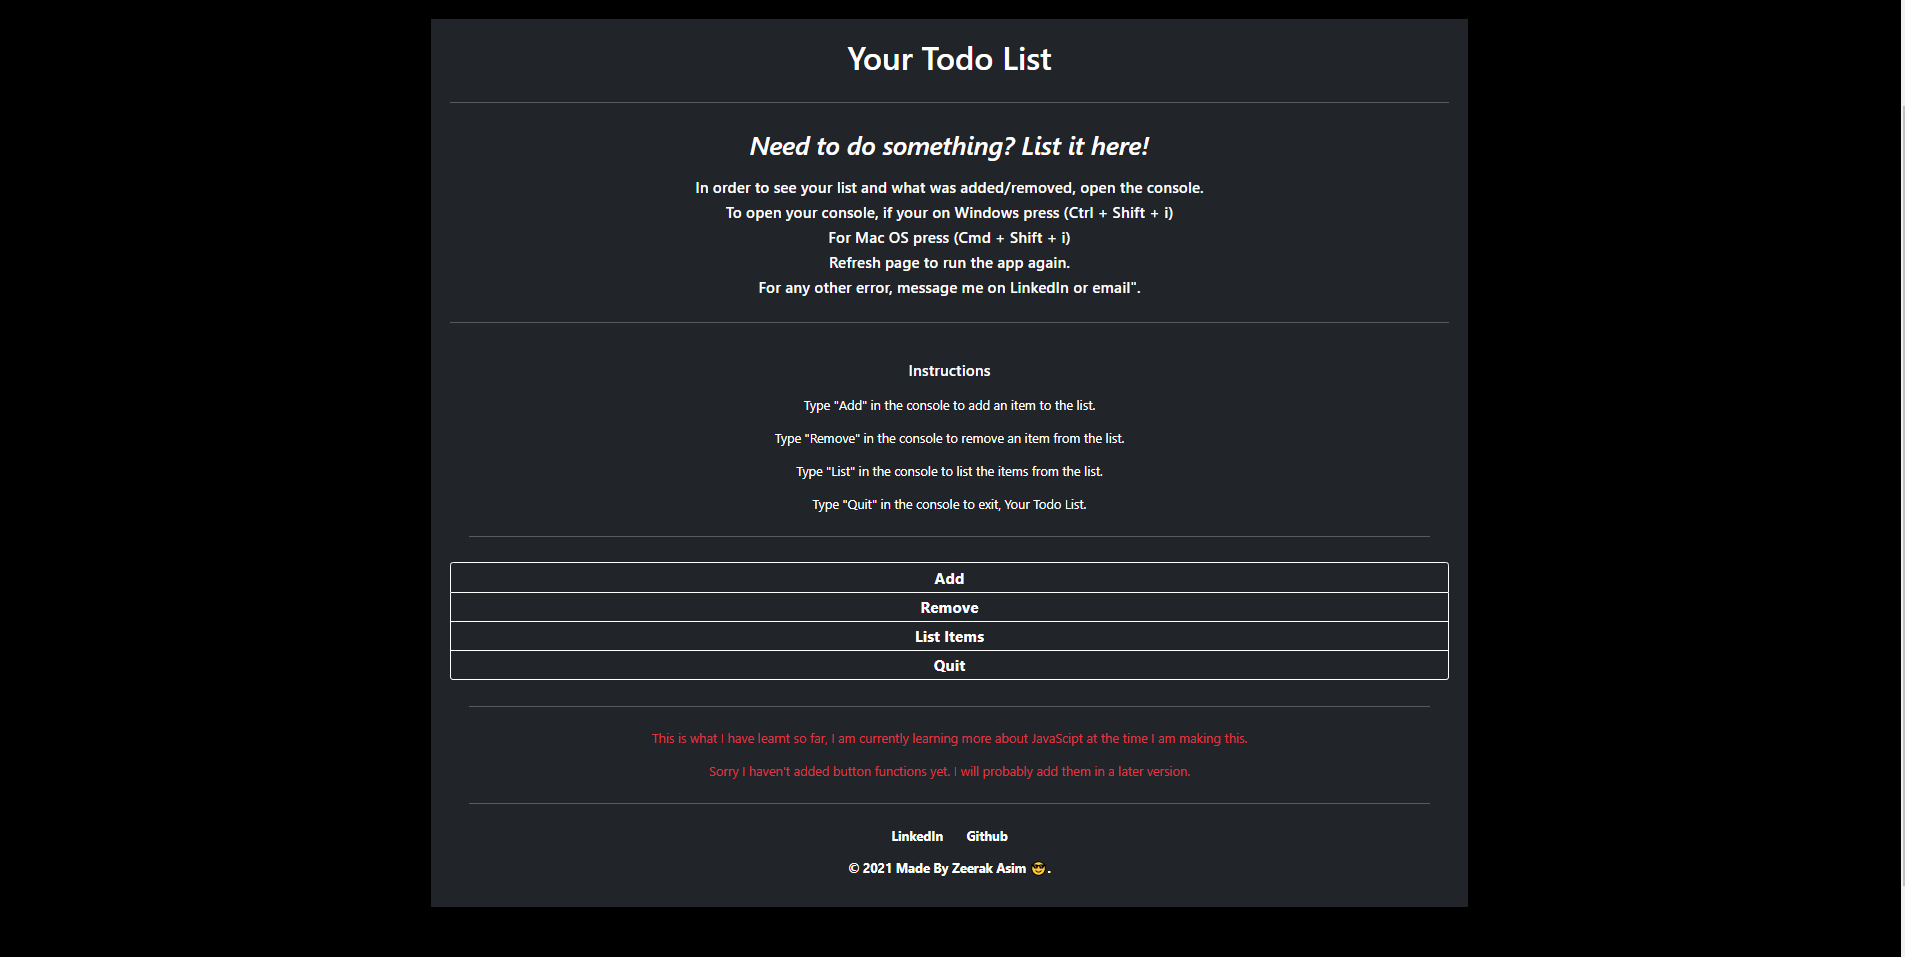 Your Todo List
Need to do something? List it here!
In order to see your list and what was added/removed, open the console.
To open your console, if your on Windows press (Ctrl + Shift + i)
For Mac OS press (Cmd + Shift + i)
Refresh page to run the app again.
For any other error, message me on LinkedIn or email".
Instructions
Type "Add" in the console to add an item to the list.
Type "Remove" in the console to remove an item from the list.
Type "List" in the console to list the items from the list.
Type "Quit" in the console to exit, Your Todo List.
Add
Remove
List Items
Quit
This is what I have learnt so far, I am currently learning more about JavaScipt at the time I am making this.
Sorry I haven't added button functions yet. I will probably add them in a later version.
LinkedIn Github
© 2021 Made By Zeerak Asim 😎.